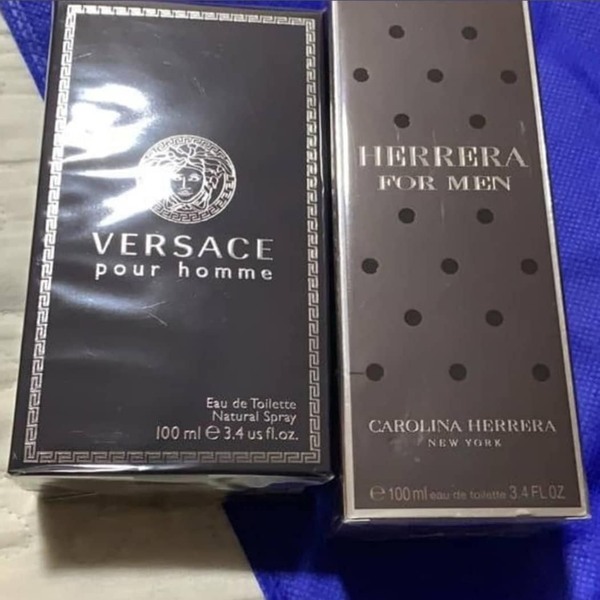 VERSACE
pour homme
Eau de Toilette
Natural Spray
100 ml e 3.4 us fl.oz.
HERRERA
FOR MEN
CAROLINA HERRERA
NEW YORK
e 100 ml eau de toilette 3.4 FL OZ